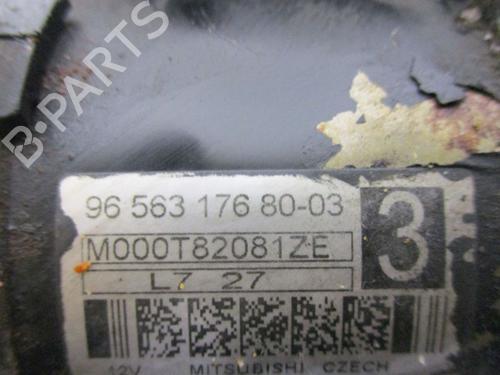 B-PARTS
96 563 176 80-03
3
M000T82081ZE
L7 27
12V MITSUBISHI CZECH